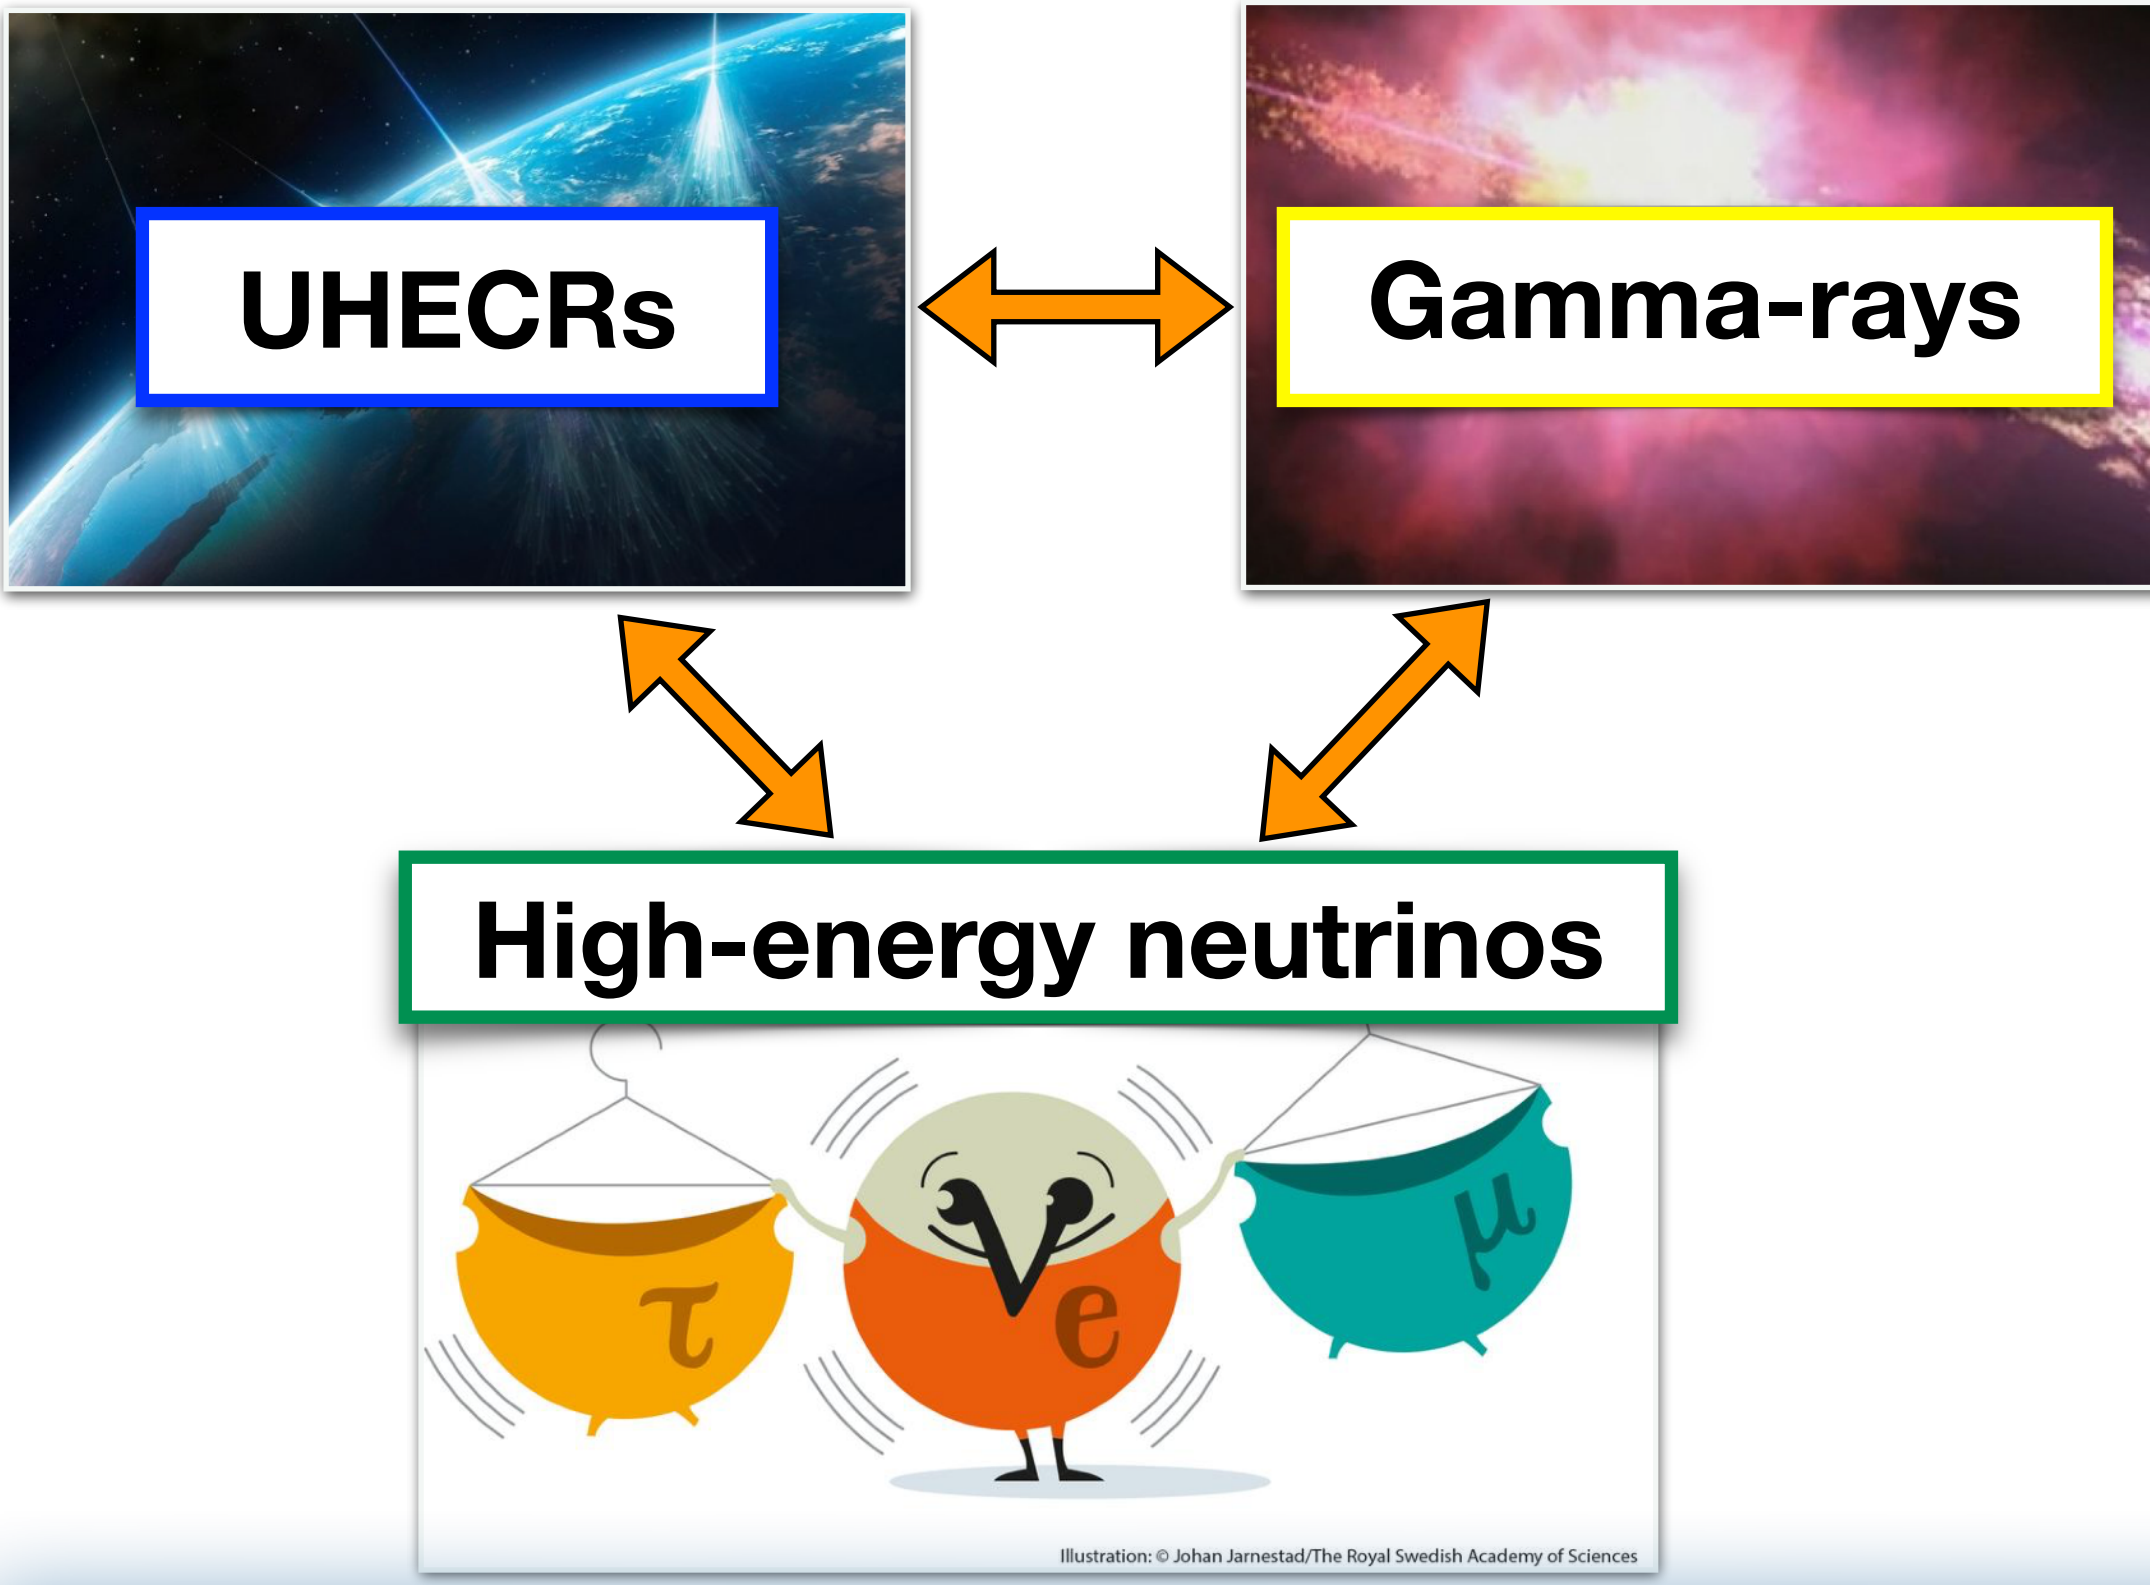 UHECRs
Gamma-rays
High-energy neutrinos
τ
ν
e
μ
Illustration: © Johan Jarnestad/The Royal Swedish Academy of Sciences